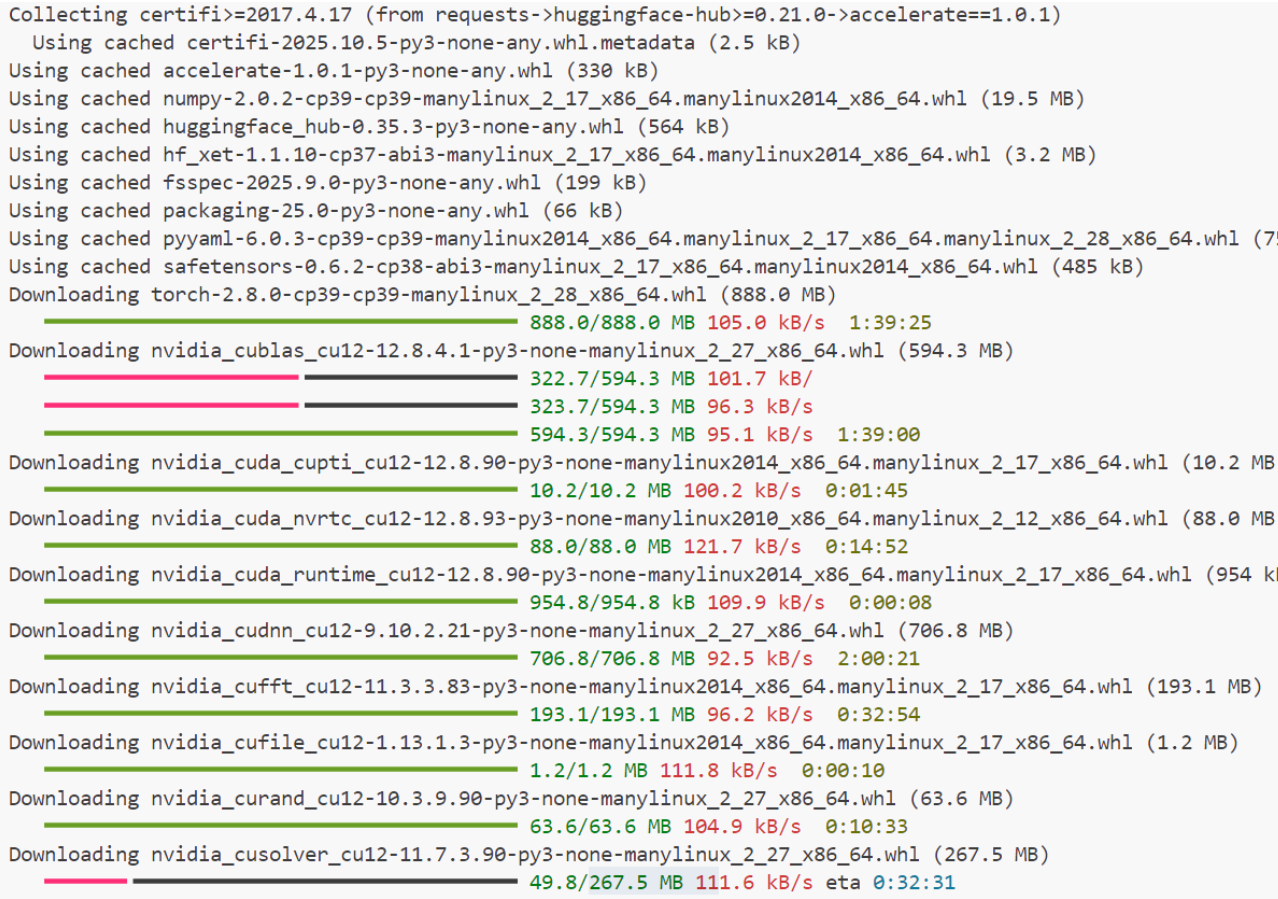 Collecting certifi>=2017.4.17 (from requests->huggingface-hub>=0.21.0->accelerate==1.0.1)
Using cached certifi-2025.10.5-py3-none-any.whl.metadata (2.5 kB)
Using cached accelerate-1.0.1-py3-none-any.whl (330 kB)
Using cached numpy-2.0.2-cp39-cp39-manylinux_2_17_x86_64.manylinux2014_x86_64.whl (19.5 MB)
Using cached huggingface_hub-0.35.3-py3-none-any.whl (564 kB)
Using cached hf_xet-1.1.10-cp37-abi3-manylinux_2_17_x86_64.manylinux2014_x86_64.whl (3.2 MB)
Using cached fsspec-2025.9.0-py3-none-any.whl (199 kB)
Using cached packaging-25.0-py3-none-any.whl (66 kB)
Using cached pyyaml-6.0.3-cp39-cp39-manylinux2014_x86_64.manylinux_2_17_x86_64.manylinux_2_28_x86_64.whl
Using cached safetensors-0.6.2-cp38-abi3-manylinux_2_17_x86_64.manylinux2014_x86_64.whl (485 kB)
Downloading torch-2.8.0-cp39-cp39-manylinux_2_28_x86_64.whl (888.0 MB)
888.0/888.0 MB 105.0 kB/s 1:39:25
Downloading nvidia_cublas_cu12-12.8.4.1-py3-none-manylinux_2_27_x86_64.whl (594.3 MB)
322.7/594.3 MB 101.7 kB/
323.7/594.3 MB 96.3 kB/s
594.3/594.3 MB 95.1 kB/s 1:39:00
Downloading nvidia_cuda_cupti_cu12-12.8.90-py3-none-manylinux2014_x86_64.manylinux_2_17_x86_64.whl (10.2 MB
10.2/10.2 MB 100.2 kB/s 0:01:45
Downloading nvidia_cuda_nvrtc_cu12-12.8.93-py3-none-manylinux2010_x86_64.manylinux_2_12_x86_64.whl (88.0 MB
88.0/88.0 MB 121.7 kB/s 0:14:52
Downloading nvidia_cuda_runtime_cu12-12.8.90-py3-none-manylinux2014_x86_64.manylinux_2_17_x86_64.whl (954
954.8/954.8 kB 109.9 kB/s 0:00:08
Downloading nvidia_cudnn_cu12-9.10.2.21-py3-none-manylinux_2_27_x86_64.whl (706.8 MB)
706.8/706.8 MB 92.5 kB/s 2:00:21
Downloading nvidia_cufft_cu12-11.3.3.83-py3-none-manylinux2014_x86_64.manylinux_2_17_x86_64.whl (193.1 MB)
193.1/193.1 MB 96.2 kB/s 0:32:54
Downloading nvidia_cufile_cu12-1.13.1.3-py3-none-manylinux2014_x86_64.manylinux_2_17_x86_64.whl (1.2 MB)
1.2/1.2 MB 111.8 kB/s 0:00:10
Downloading nvidia_curand_cu12-10.3.9.90-py3-none-manylinux_2_27_x86_64.whl (63.6 MB)
63.6/63.6 MB 104.9 kB/s 0:10:33
Downloading nvidia_cusolver_cu12-11.7.3.90-py3-none-manylinux_2_27_x86_64.whl (267.5 MB)
49.8/267.5 MB 111.6 kB/s eta 0:32:31